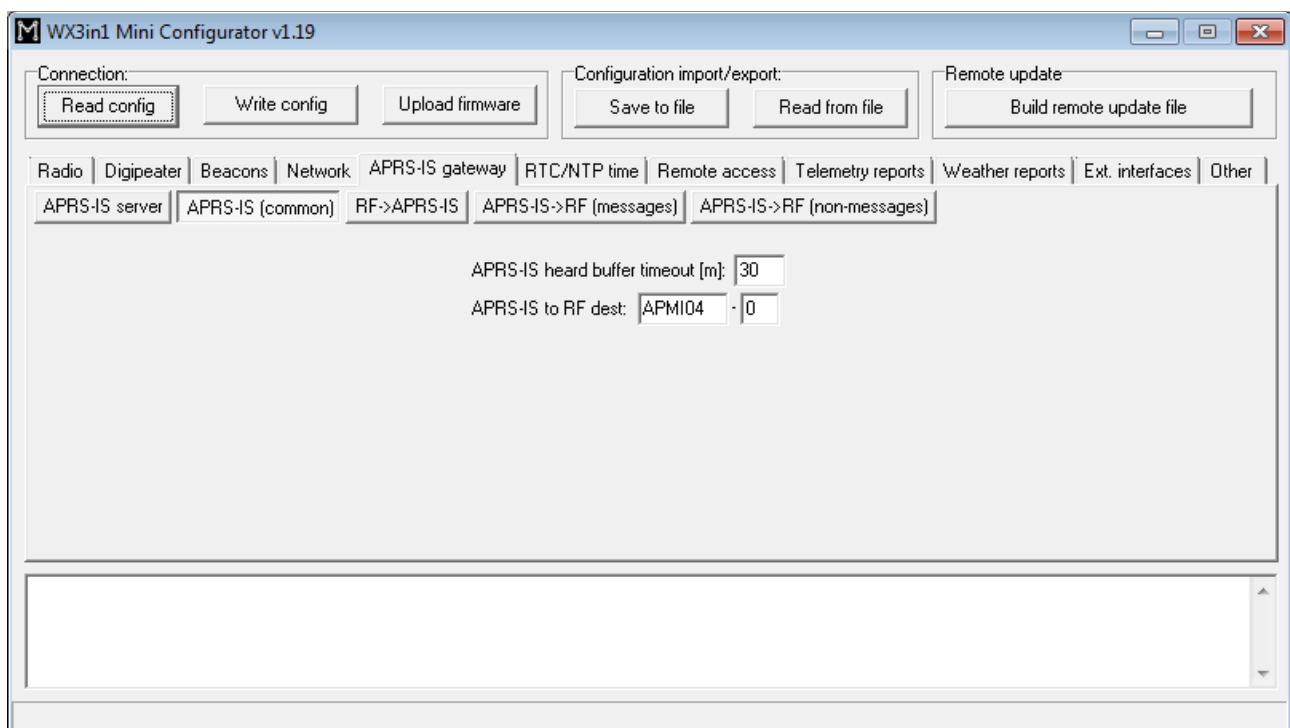 WX3in1 Mini Configurator v1.19
Connection: Configuration import/export: Remote update
Read config Write config Upload firmware Save to file Read from file Build remote update file
Radio Digipeater Beacons Network APRS-IS gateway RTC/NTP time Remote access Telemetry reports Weather reports Ext. interfaces Other
APRS-IS server APRS-IS (common) RF->APRS-IS APRS-IS->RF (messages) APRS-IS->RF (non-messages)
APRS-IS heard buffer timeout [m]: 30
APRS-IS to RF dest: APMI04 - 0